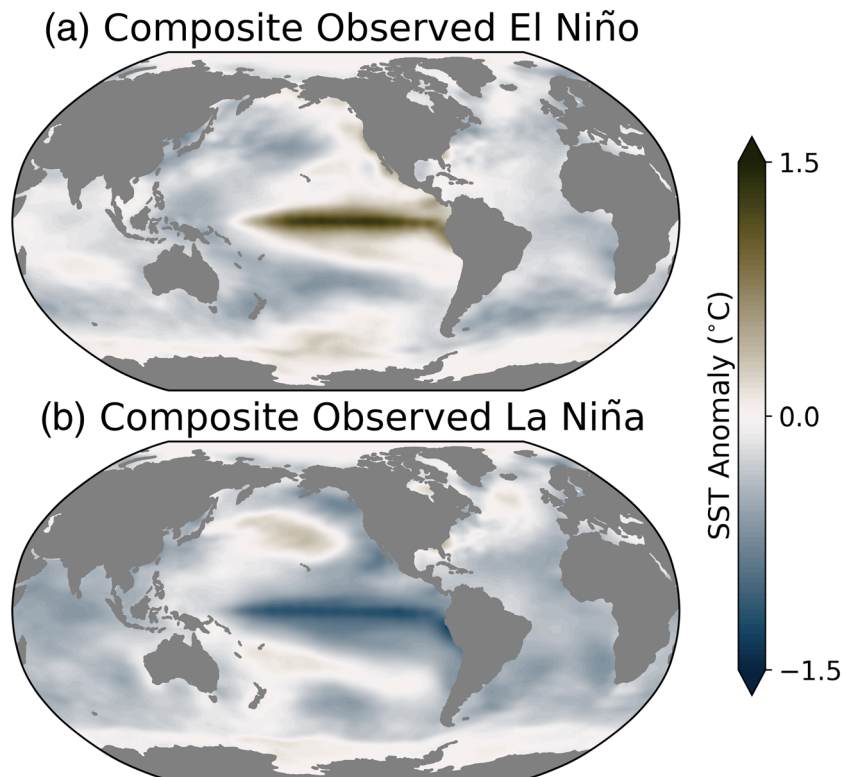 (a) Composite Observed El Niño
1.5
0.0
−1.5
SST Anomaly (°C)
(b) Composite Observed La Niña